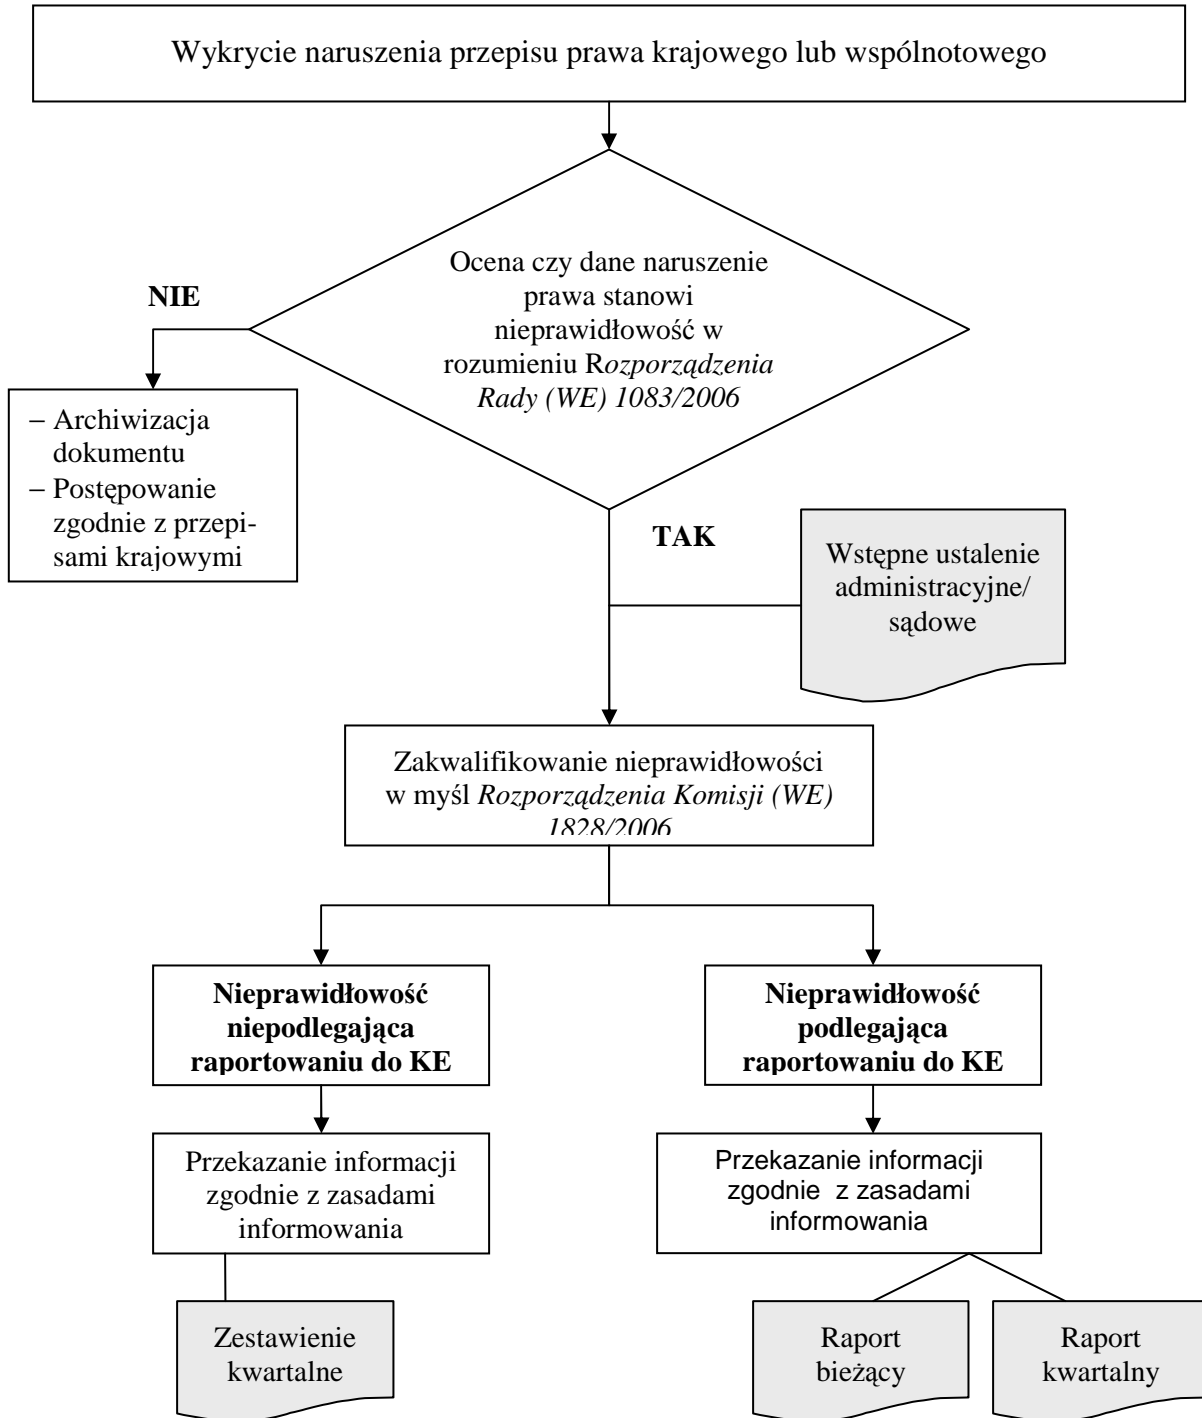 Wykrycie naruszenia przepisu prawa krajowego lub wspólnotowego
Ocena czy dane naruszenie
prawa stanowi
nieprawidłowość w
rozumieniu Rozporządzenia
Rady (WE) 1083/2006
NIE
– Archiwizacja
dokumentu
– Postępowanie
zgodnie z przepi-
sami krajowymi
TAK
Wstępne ustalenie
administracyjne/
sądowe
Zakwalifikowanie nieprawidłowości
w myśl Rozporządzenia Komisji (WE)
1828/2006
Nieprawidłowość
niepodlegająca
raportowaniu do KE
Nieprawidłowość
podlegająca
raportowaniu do KE
Przekazanie informacji
zgodnie z zasadami
informowania
Przekazanie informacji
zgodnie z zasadami
informowania
Zestawienie
kwartalne
Raport
bieżący
Raport
kwartalny